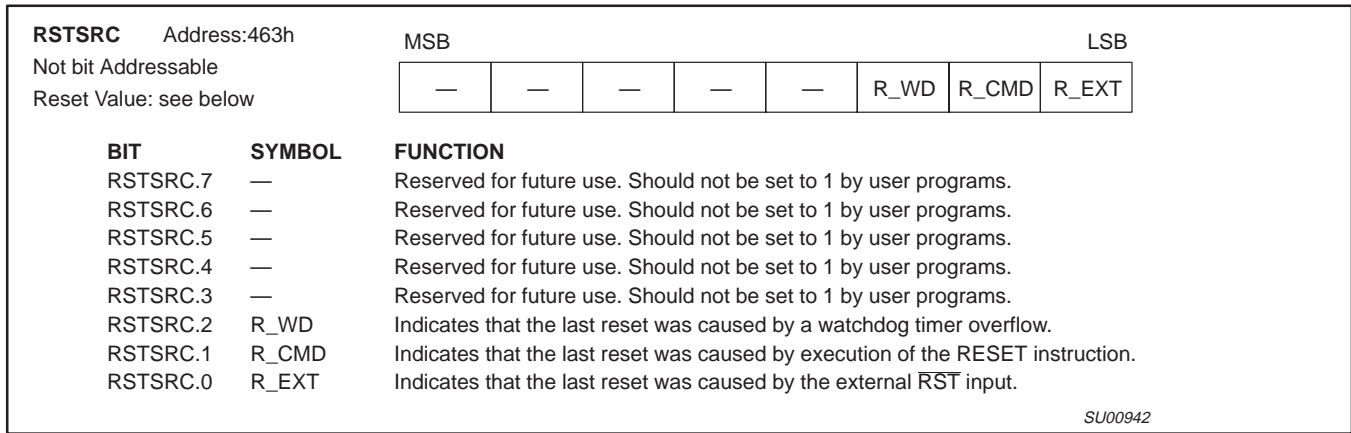 RSTSRC Address:463h
Not bit Addressable
Reset Value: see below
MSB LSB
— — — — — R_WD R_CMD R_EXT
BIT SYMBOL FUNCTION
RSTSRC.7 — Reserved for future use. Should not be set to 1 by user programs.
RSTSRC.6 — Reserved for future use. Should not be set to 1 by user programs.
RSTSRC.5 — Reserved for future use. Should not be set to 1 by user programs.
RSTSRC.4 — Reserved for future use. Should not be set to 1 by user programs.
RSTSRC.3 — Reserved for future use. Should not be set to 1 by user programs.
RSTSRC.2 R_WD Indicates that the last reset was caused by a watchdog timer overflow.
RSTSRC.1 R_CMD Indicates that the last reset was caused by execution of the RESET instruction.
RSTSRC.0 R_EXT Indicates that the last reset was caused by the external R̅S̅T̅ input.
SU00942